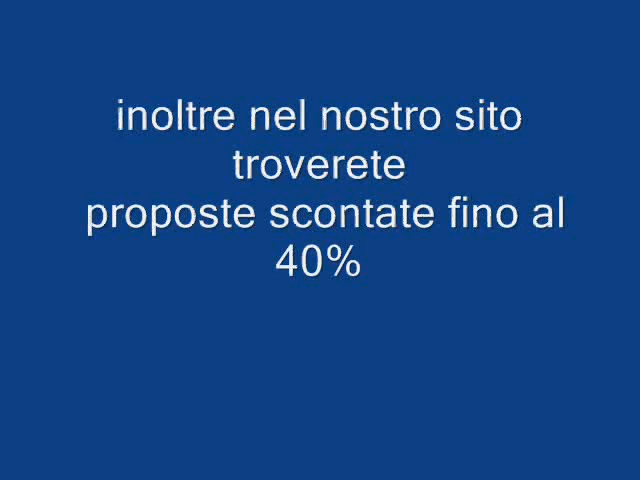 inoltre nel nostro sito
troverete
proposte scontate fino al
40%